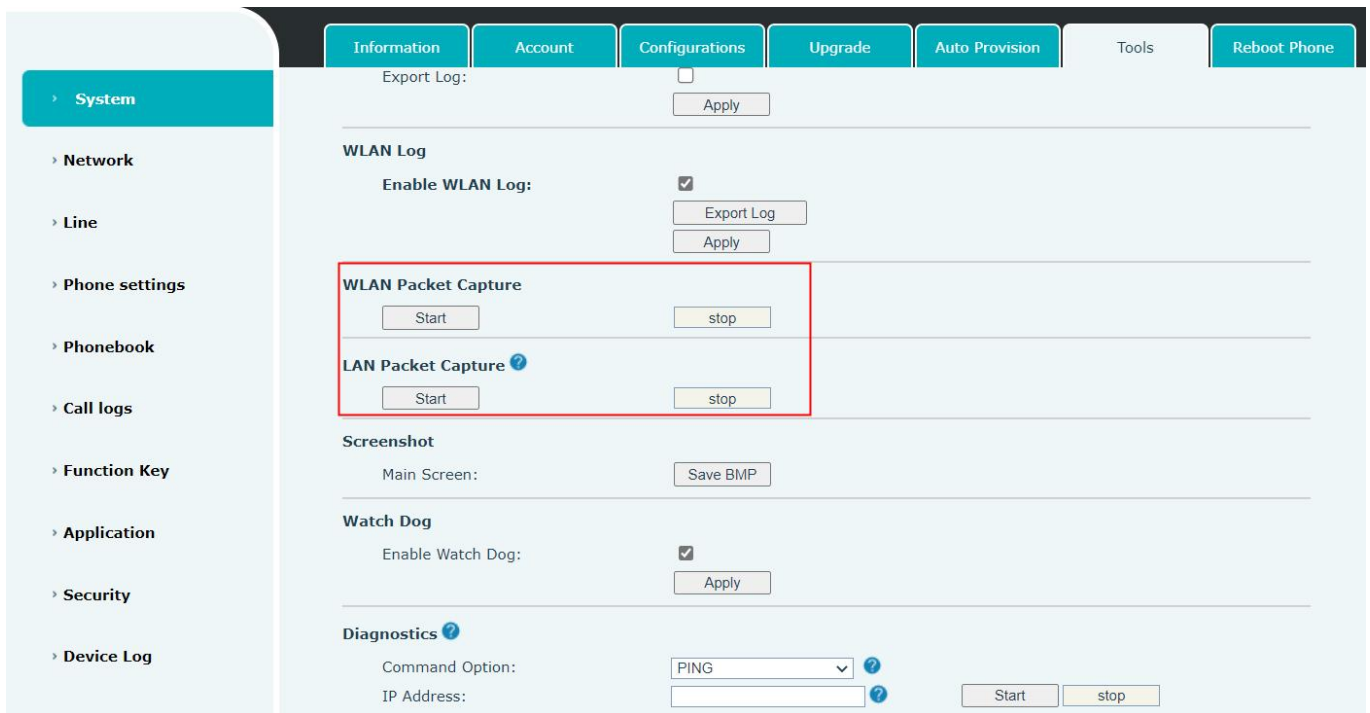 Information Account Configurations Upgrade Auto Provision Tools Reboot Phone
System
Network
Line
Phone settings
Phonebook
Call logs
Function Key
Application
Security
Device Log
Export Log:
Apply
WLAN Log
Enable WLAN Log:
Export Log
Apply
WLAN Packet Capture
Start stop
LAN Packet Capture ?
Start stop
Screenshot
Main Screen: Save BMP
Watch Dog
Enable Watch Dog:
Apply
Diagnostics ?
Command Option: PING ?
IP Address: ? Start stop